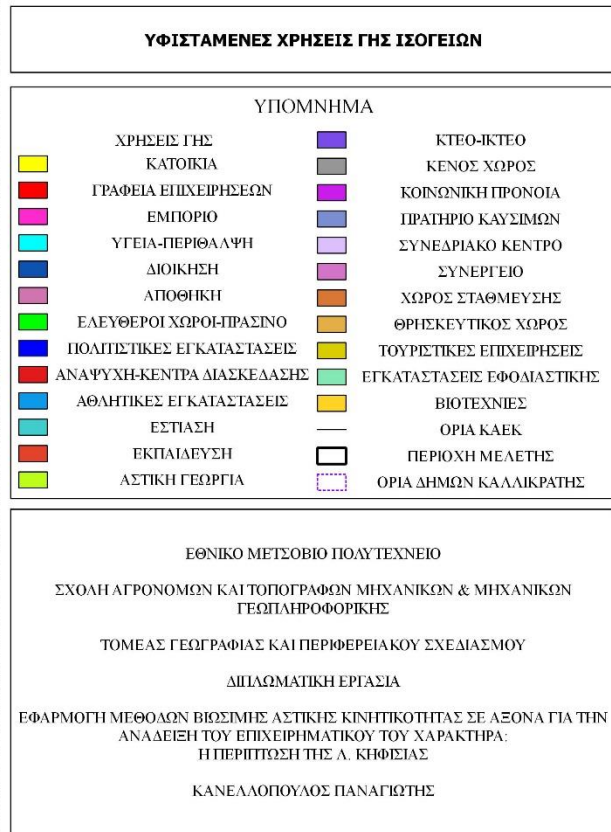 ΥΦΙΣΤΑΜΕΝΕΣ ΧΡΗΣΕΙΣ ΓΗΣ ΙΣΟΓΕΙΩΝ
ΥΠΟΜΝΗΜΑ
ΧΡΗΣΕΙΣ ΓΗΣ
ΚΑΤΟΙΚΙΑ
ΓΡΑΦΕΙΑ ΕΠΙΧΕΙΡΗΣΕΩΝ
ΕΜΠΟΡΙΟ
ΥΓΕΙΑ-ΠΕΡΙΘΑΛΨΗ
ΔΙΟΙΚΗΣΗ
ΑΠΟΘΗΚΗ
ΕΛΕΥΘΕΡΟΙ ΧΩΡΟΙ-ΠΡΑΣΙΝΟ
ΠΟΛΙΤΙΣΤΙΚΕΣ ΕΓΚΑΤΑΣΤΑΣΕΙΣ
ΑΝΑΨΥΧΗ-ΚΕΝΤΡΑ ΔΙΑΣΚΕΔΑΣΗΣ
ΑΘΛΗΤΙΚΕΣ ΕΓΚΑΤΑΣΤΑΣΕΙΣ
ΕΣΤΙΑΣΗ
ΕΚΠΑΙΔΕΥΣΗ
ΑΣΤΙΚΗ ΓΕΩΡΓΙΑ
ΚΤΕΟ-ΙΚΤΕΟ
ΚΕΝΟΣ ΧΩΡΟΣ
ΚΟΙΝΩΝΙΚΗ ΠΡΟΝΟΙΑ
ΠΡΑΤΗΡΙΟ ΚΑΥΣΙΜΩΝ
ΣΥΝΕΔΡΙΑΚΟ ΚΕΝΤΡΟ
ΣΥΝΕΡΓΕΙΟ
ΧΩΡΟΣ ΣΤΑΘΜΕΥΣΗΣ
ΘΡΗΣΚΕΥΤΙΚΟΣ ΧΩΡΟΣ
ΤΟΥΡΙΣΤΙΚΕΣ ΕΠΙΧΕΙΡΗΣΕΙΣ
ΕΓΚΑΤΑΣΤΑΣΕΙΣ ΕΦΟΔΙΑΣΤΙΚΗΣ
ΒΙΟΤΕΧΝΙΕΣ
ΟΡΙΑ ΚΑΕΚ
ΠΕΡΙΟΧΗ ΜΕΛΕΤΗΣ
ΟΡΙΑ ΔΗΜΩΝ ΚΑΛΛΙΚΡΑΤΗΣ
ΕΘΝΙΚΟ ΜΕΤΣΟΒΙΟ ΠΟΛΥΤΕΧΝΕΙΟ
ΣΧΟΛΗ ΑΓΡΟΝΟΜΩΝ ΚΑΙ ΤΟΠΟΓΡΑΦΩΝ ΜΗΧΑΝΙΚΩΝ & ΜΗΧΑΝΙΚΩΝ
ΓΕΩΠΛΗΡΟΦΟΡΙΚΗΣ
ΤΟΜΕΑΣ ΓΕΩΓΡΑΦΙΑΣ ΚΑΙ ΠΕΡΙΦΕΡΕΙΑΚΟΥ ΣΧΕΔΙΑΣΜΟΥ
ΔΙΠΛΩΜΑΤΙΚΗ ΕΡΓΑΣΙΑ
ΕΦΑΡΜΟΓΗ ΜΕΘΟΔΩΝ ΒΙΩΣΙΜΗΣ ΑΣΤΙΚΗΣ ΚΙΝΗΤΙΚΟΤΗΤΑΣ ΣΕ ΑΞΟΝΑ ΓΙΑ ΤΗΝ
ΑΝΑΔΕΙΞΗ ΤΟΥ ΕΠΙΧΕΙΡΗΜΑΤΙΚΟΥ ΤΟΥ ΧΑΡΑΚΤΗΡΑ:
Η ΠΕΡΙΠΤΩΣΗ ΤΗΣ Λ. ΚΗΦΙΣΙΑΣ
ΚΑΝΕΛΛΟΠΟΥΛΟΣ ΠΑΝΑΓΙΩΤΗΣ